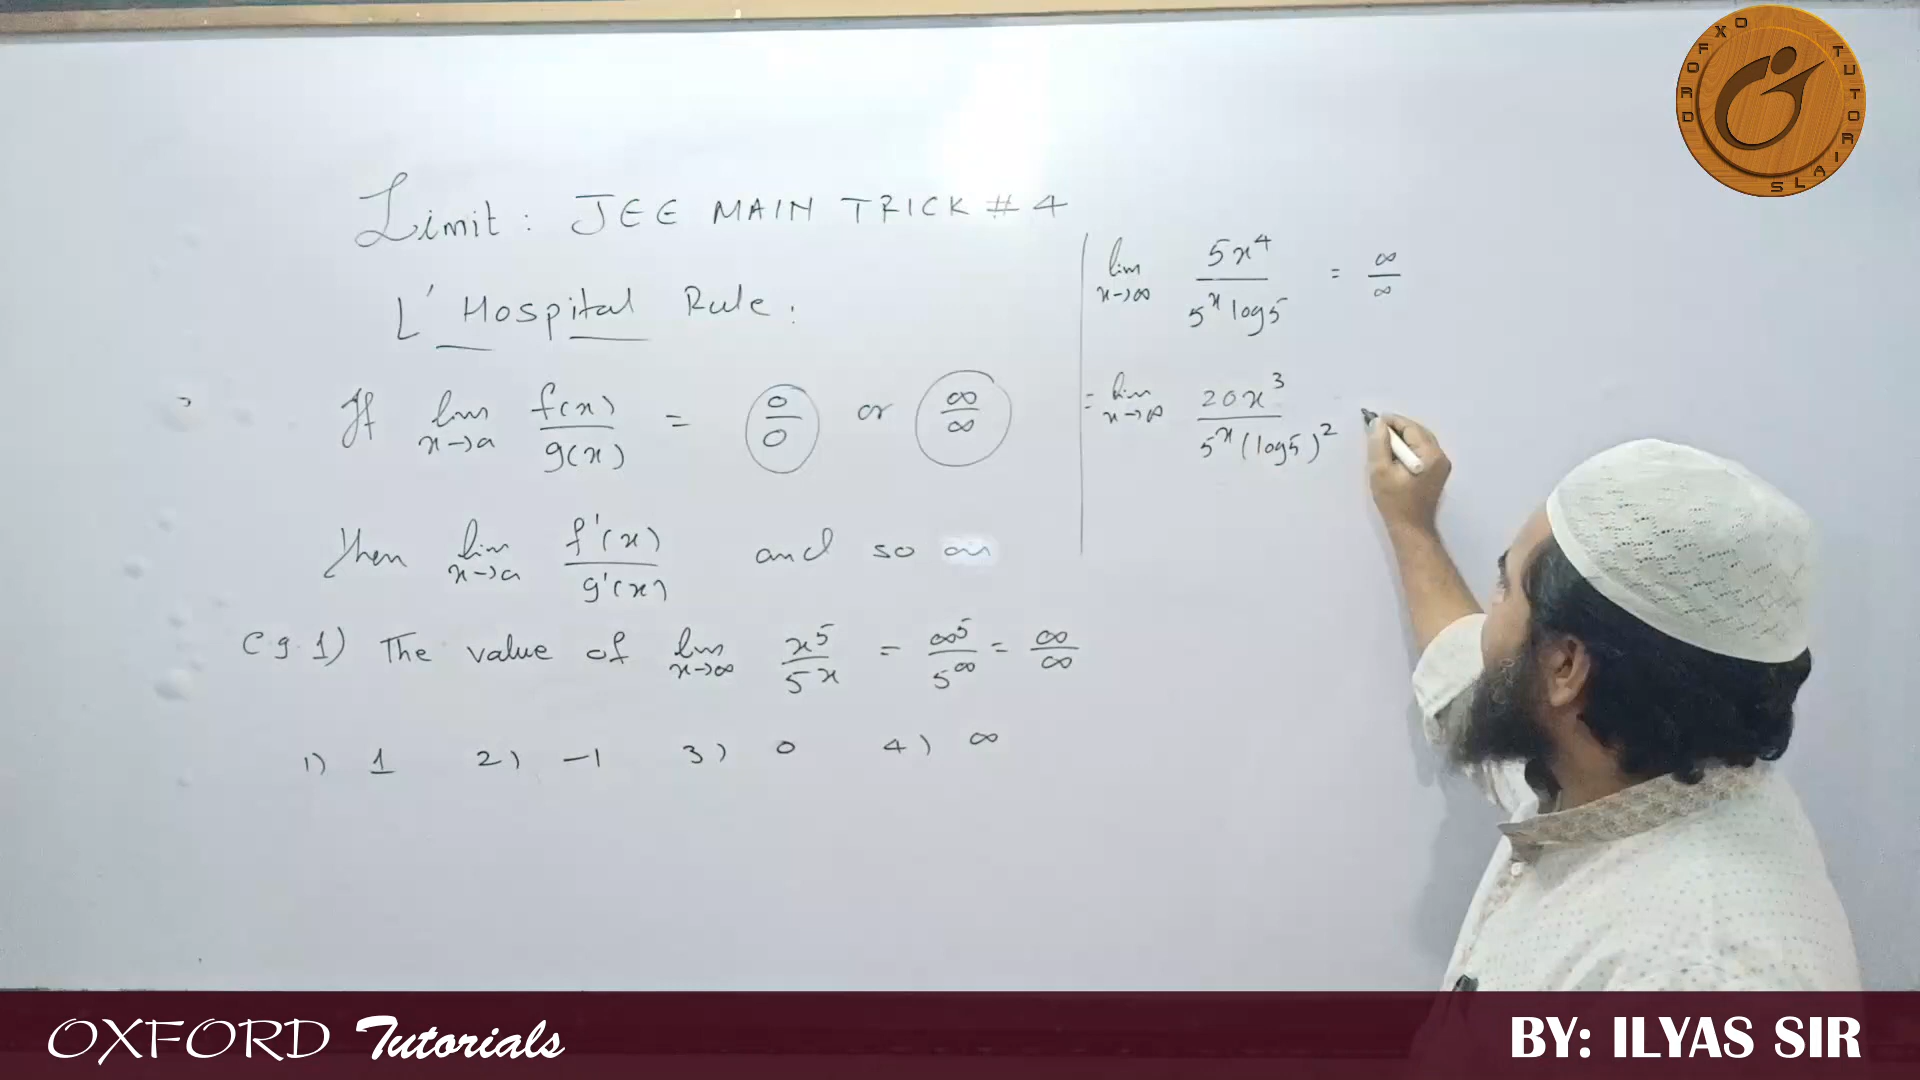 OXFORD TUTORIALS
Limit : JEE MAIN TRICK # 4
L' Hospital Rule :
If lim x→a f(x)/g(x) = 0/0 or ∞/∞
then lim x→a f'(x)/g'(x) and so on
eg. 1) The value of lim x→∞ x^5/5^x = ∞^5/5^∞ = ∞/∞
1) 1 2) -1 3) 0 4) ∞
lim x→∞ 5x^4/5^x log5 = ∞/∞
= lim x→∞ 20x^3/5^x (log5)^2
OXFORD Tutorials
BY: ILYAS SIR